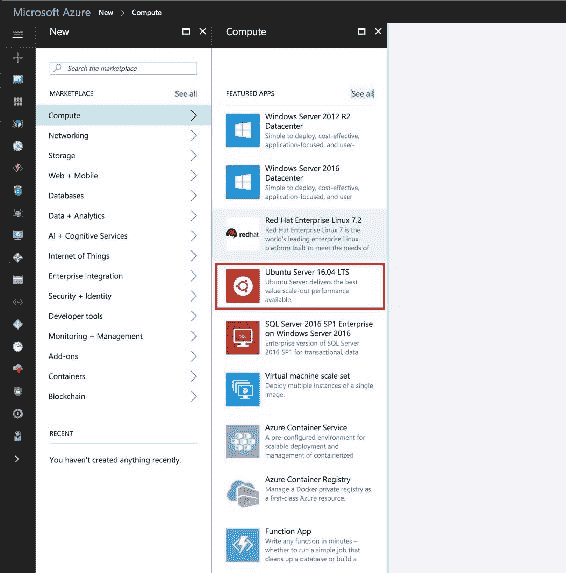 Microsoft Azure New > Compute
New
Compute
Search the marketplace
MARKETPLACE
See all
Compute
Networking
Storage
Web + Mobile
Databases
Data + Analytics
AI + Cognitive Services
Internet of Things
Enterprise Integration
Security + Identity
Developer tools
Monitoring + Management
Add-ons
Containers
Blockchain
RECENT
You haven't created anything recently.
FEATURED APPS
See all
Windows Server 2012 R2
Datacenter
Simple to deploy, cost-effective,
application-focused, and user-
Windows Server 2016
Datacenter
Simple to deploy, cost-effective,
application-focused, and user-
redhat
Red Hat Enterprise Linux 7.2
Red Hat Enterprise Linux 7 is the
world's leading enterprise Linux
platform built to meet the needs of
Ubuntu Server 16.04 LTS
Ubuntu Server delivers the best
value scale-out performance
available.
SQL Server 2016 SP1 Enterprise
on Windows Server 2016
Enterprise version of SQL Server
2016 SP1 for transactional, data
Virtual machine scale set
Deploy multiple instances of a single
image.
Azure Container Service
A pre-configured environment for
scalable deployment and
management of containerized
Azure Container Registry
Manage a Docker private registry as
a first-class Azure resource.
Function App
Write any function in minutes –
whether to run a simple job that
cleans up a database or build a